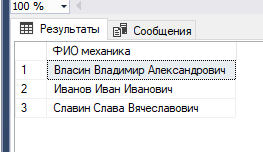 100 %
Результаты Сообщения
ФИО механика
1 Власин Владимир Александрович
2 Иванов Иван Иванович
3 Славин Слава Вячеславович